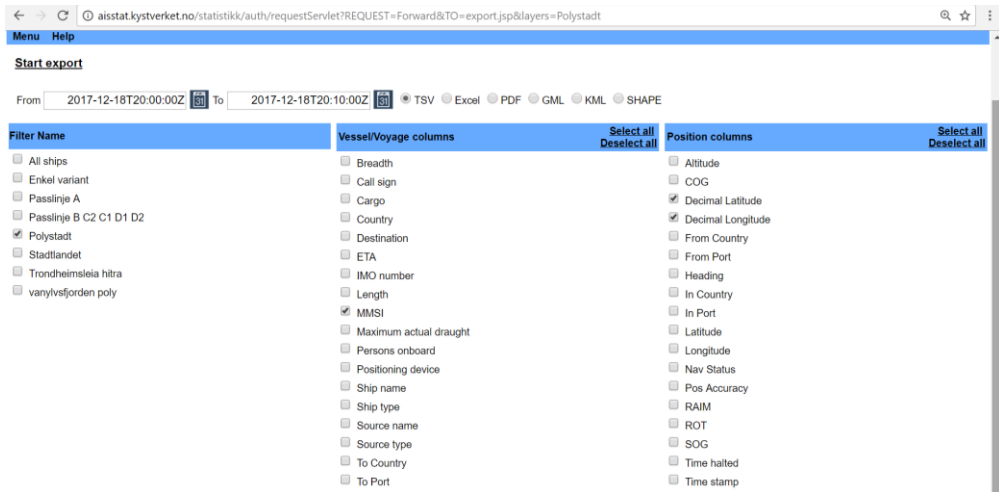 aisstat.kystverket.no/statistikk/auth/requestServlet?REQUEST=Forward&TO=export.jsp&layers=Polystadt
Menu Help
Start export
From 2017-12-18T20:00:00Z 31 To 2017-12-18T20:10:00Z 31 TSV Excel PDF GML KML SHAPE
Filter Name
All ships
Enkel variant
Passlinje A
Passlinje B C2 C1 D1 D2
Polystadt
Stadtlandet
Trondheimsleia hitra
vanylvsfjorden poly
Vessel/Voyage columns
Select all
Deselect all
Breadth
Call sign
Cargo
Country
Destination
ETA
IMO number
Length
MMSI
Maximum actual draught
Persons onboard
Positioning device
Ship name
Ship type
Source name
Source type
To Country
To Port
Position columns
Select all
Deselect all
Altitude
COG
Decimal Latitude
Decimal Longitude
From Country
From Port
Heading
In Country
In Port
Latitude
Longitude
Nav Status
Pos Accuracy
RAIM
ROT
SOG
Time halted
Time stamp